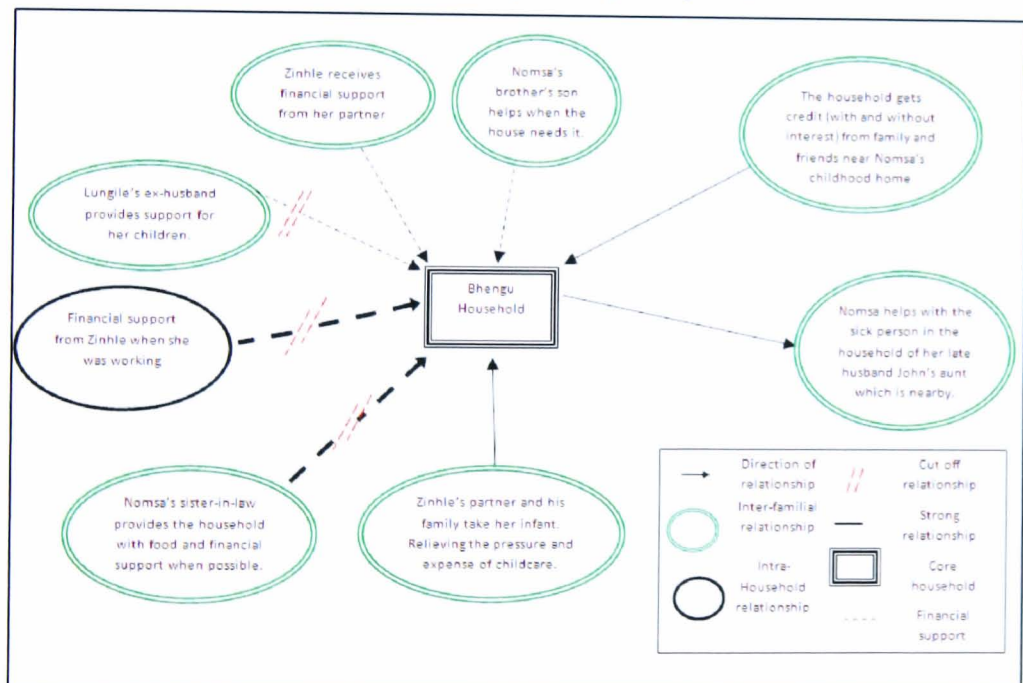 Zinhle receives
financial support
from her partner
Nomsa's
brother's son
helps when the
house needs it.
The household gets
credit (with and without
interest) from family and
friends near Nomsa's
childhood home
Lungile's ex-husband
provides support for
her children.
Bhengu
Household
Financial support
from Zinhle when she
was working
Nomsa helps with the
sick person in the
household of her late
husband John's aunt
which is nearby.
Nomsa's sister-in-law
provides the household
with food and financial
support when possible.
Zinhle's partner and his
family take her infant.
Relieving the pressure and
expense of childcare.
Direction of
relationship
Cut off
relationship
Inter-familial
relationship
Strong
relationship
Intra-
Household
relationship
Core
household
Financial
support